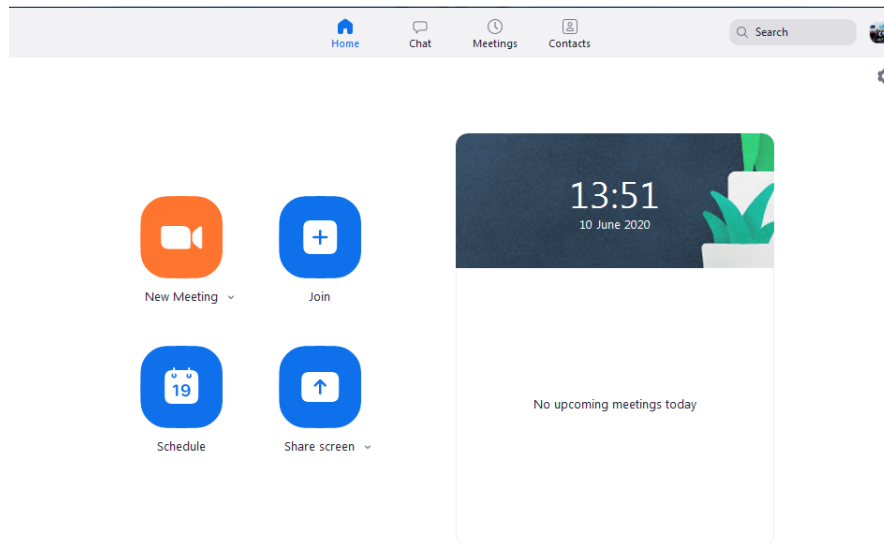 Home
Chat
Meetings
Contacts
Search
13:51
10 June 2020
New Meeting
Join
19
Schedule
Share screen
No upcoming meetings today